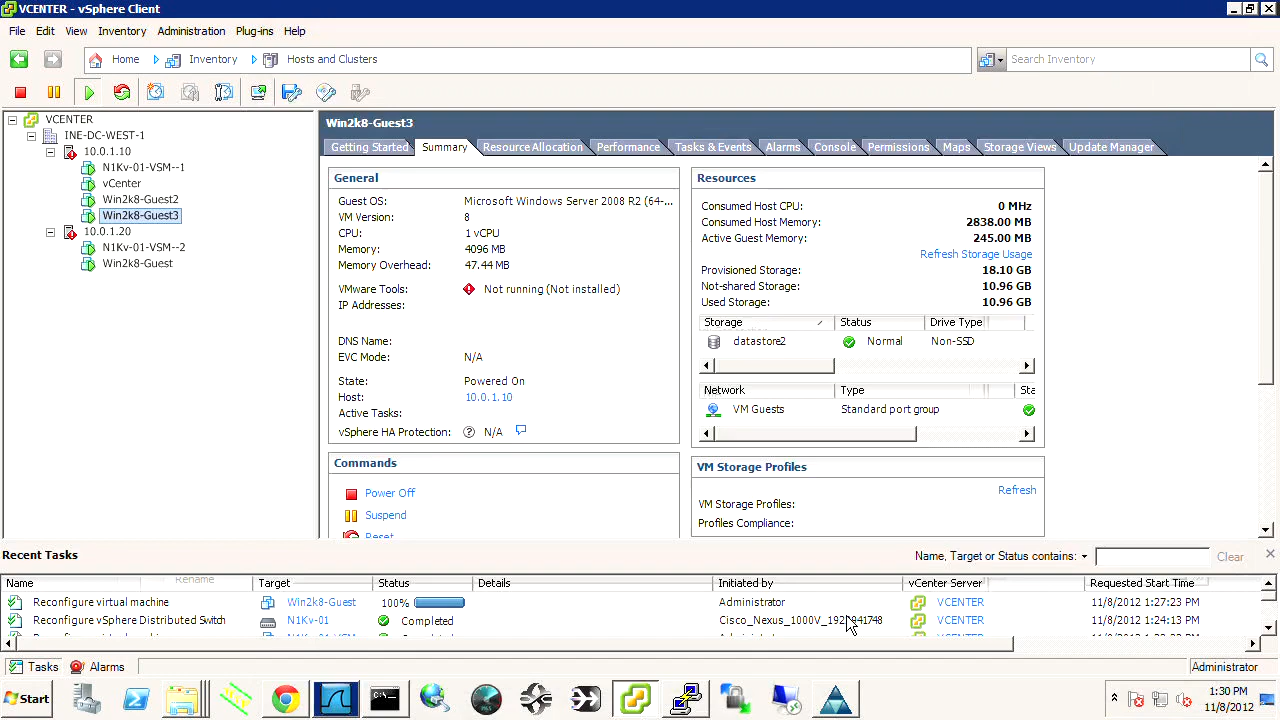 VCENTER - vSphere Client
File Edit View Inventory Administration Plug-ins Help
Home Inventory Hosts and Clusters Search Inventory
VCENTER
INE-DC-WEST-1
10.0.1.10
N1Kv-01-VSM--1
vCenter
Win2k8-Guest2
Win2k8-Guest3
10.0.1.20
N1Kv-01-VSM--2
Win2k8-Guest
Win2k8-Guest3
Getting Started Summary Resource Allocation Performance Tasks & Events Alarms Console Permissions Maps Storage Views Update Manager
General
Guest OS: Microsoft Windows Server 2008 R2 (64-...
VM Version: 8
CPU: 1 vCPU
Memory: 4096 MB
Memory Overhead: 47.44 MB
VMware Tools: Not running (Not installed)
IP Addresses:
DNS Name:
EVC Mode: N/A
State: Powered On
Host: 10.0.1.10
Active Tasks:
vSphere HA Protection: N/A
Commands
Power Off
Suspend
Reset
Resources
Consumed Host CPU: 0 MHz
Consumed Host Memory: 2838.00 MB
Active Guest Memory: 245.00 MB
Refresh Storage Usage
Provisioned Storage: 18.10 GB
Not-shared Storage: 10.96 GB
Used Storage: 10.96 GB
Storage Status Drive Type
datastore2 Normal Non-SSD
Network Type Sta
VM Guests Standard port group
VM Storage Profiles
Refresh
VM Storage Profiles:
Profiles Compliance:
Recent Tasks Name, Target or Status contains: Clear
Name Rename Target Status Details Initiated by vCenter Server Requested Start Time
Reconfigure virtual machine Win2k8-Guest 100% Administrator VCENTER 11/8/2012 1:27:23 PM
Reconfigure vSphere Distributed Switch N1Kv-01 Completed VCENTER 11/8/2012 1:24:13 PM
Tasks Alarms Administrator
Start 1:30 PM
11/8/2012